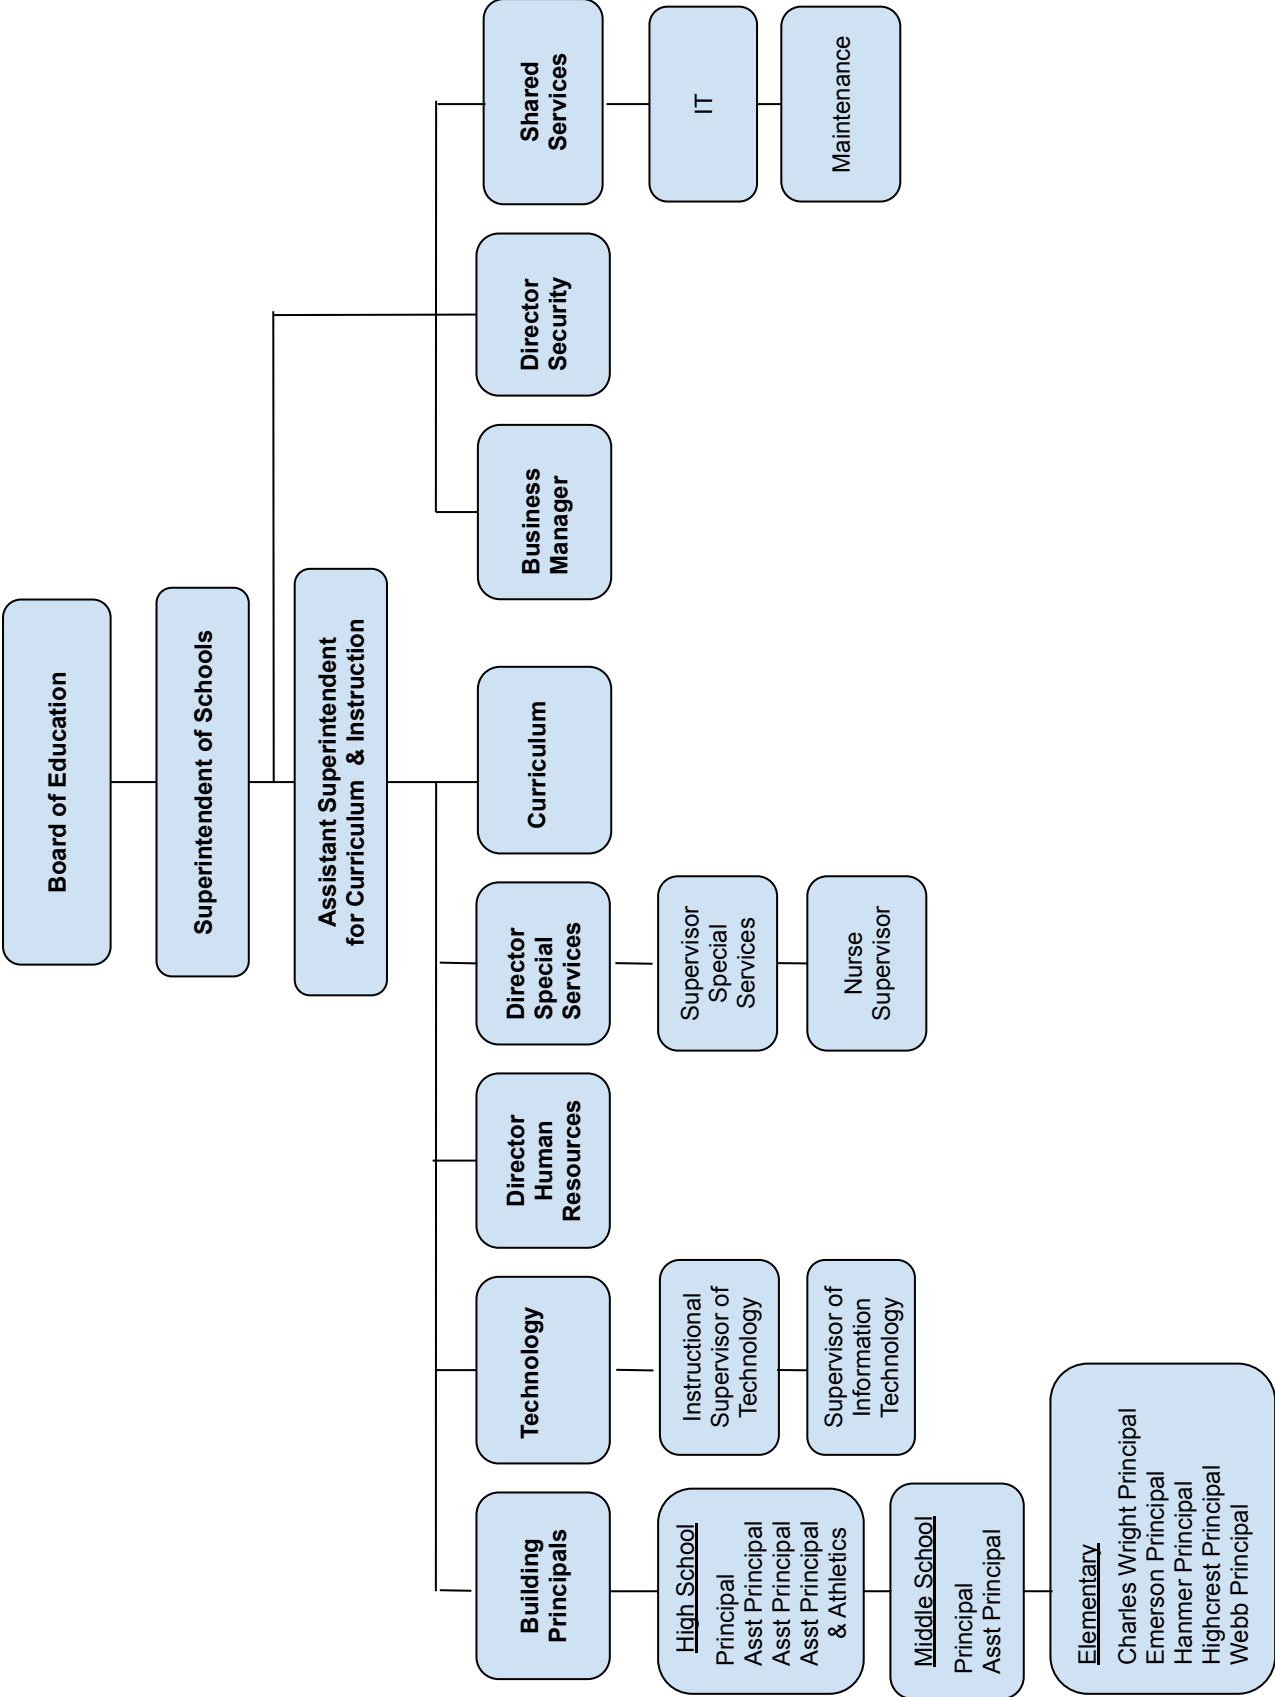 Board of Education
Superintendent of Schools
Assistant Superintendent
for Curriculum & Instruction
Building
Principals
Technology
Director
Human
Resources
Director
Special
Services
Curriculum
Business
Manager
Director
Security
Shared
Services
High School
Principal
Asst Principal
Asst Principal
Asst Principal
& Athletics
Middle School
Principal
Asst Principal
Elementary
Charles Wright Principal
Emerson Principal
Hanmer Principal
Highcrest Principal
Webb Principal
Instructional
Supervisor of
Technology
Supervisor of
Information
Technology
Supervisor
Special
Services
Nurse
Supervisor
IT
Maintenance